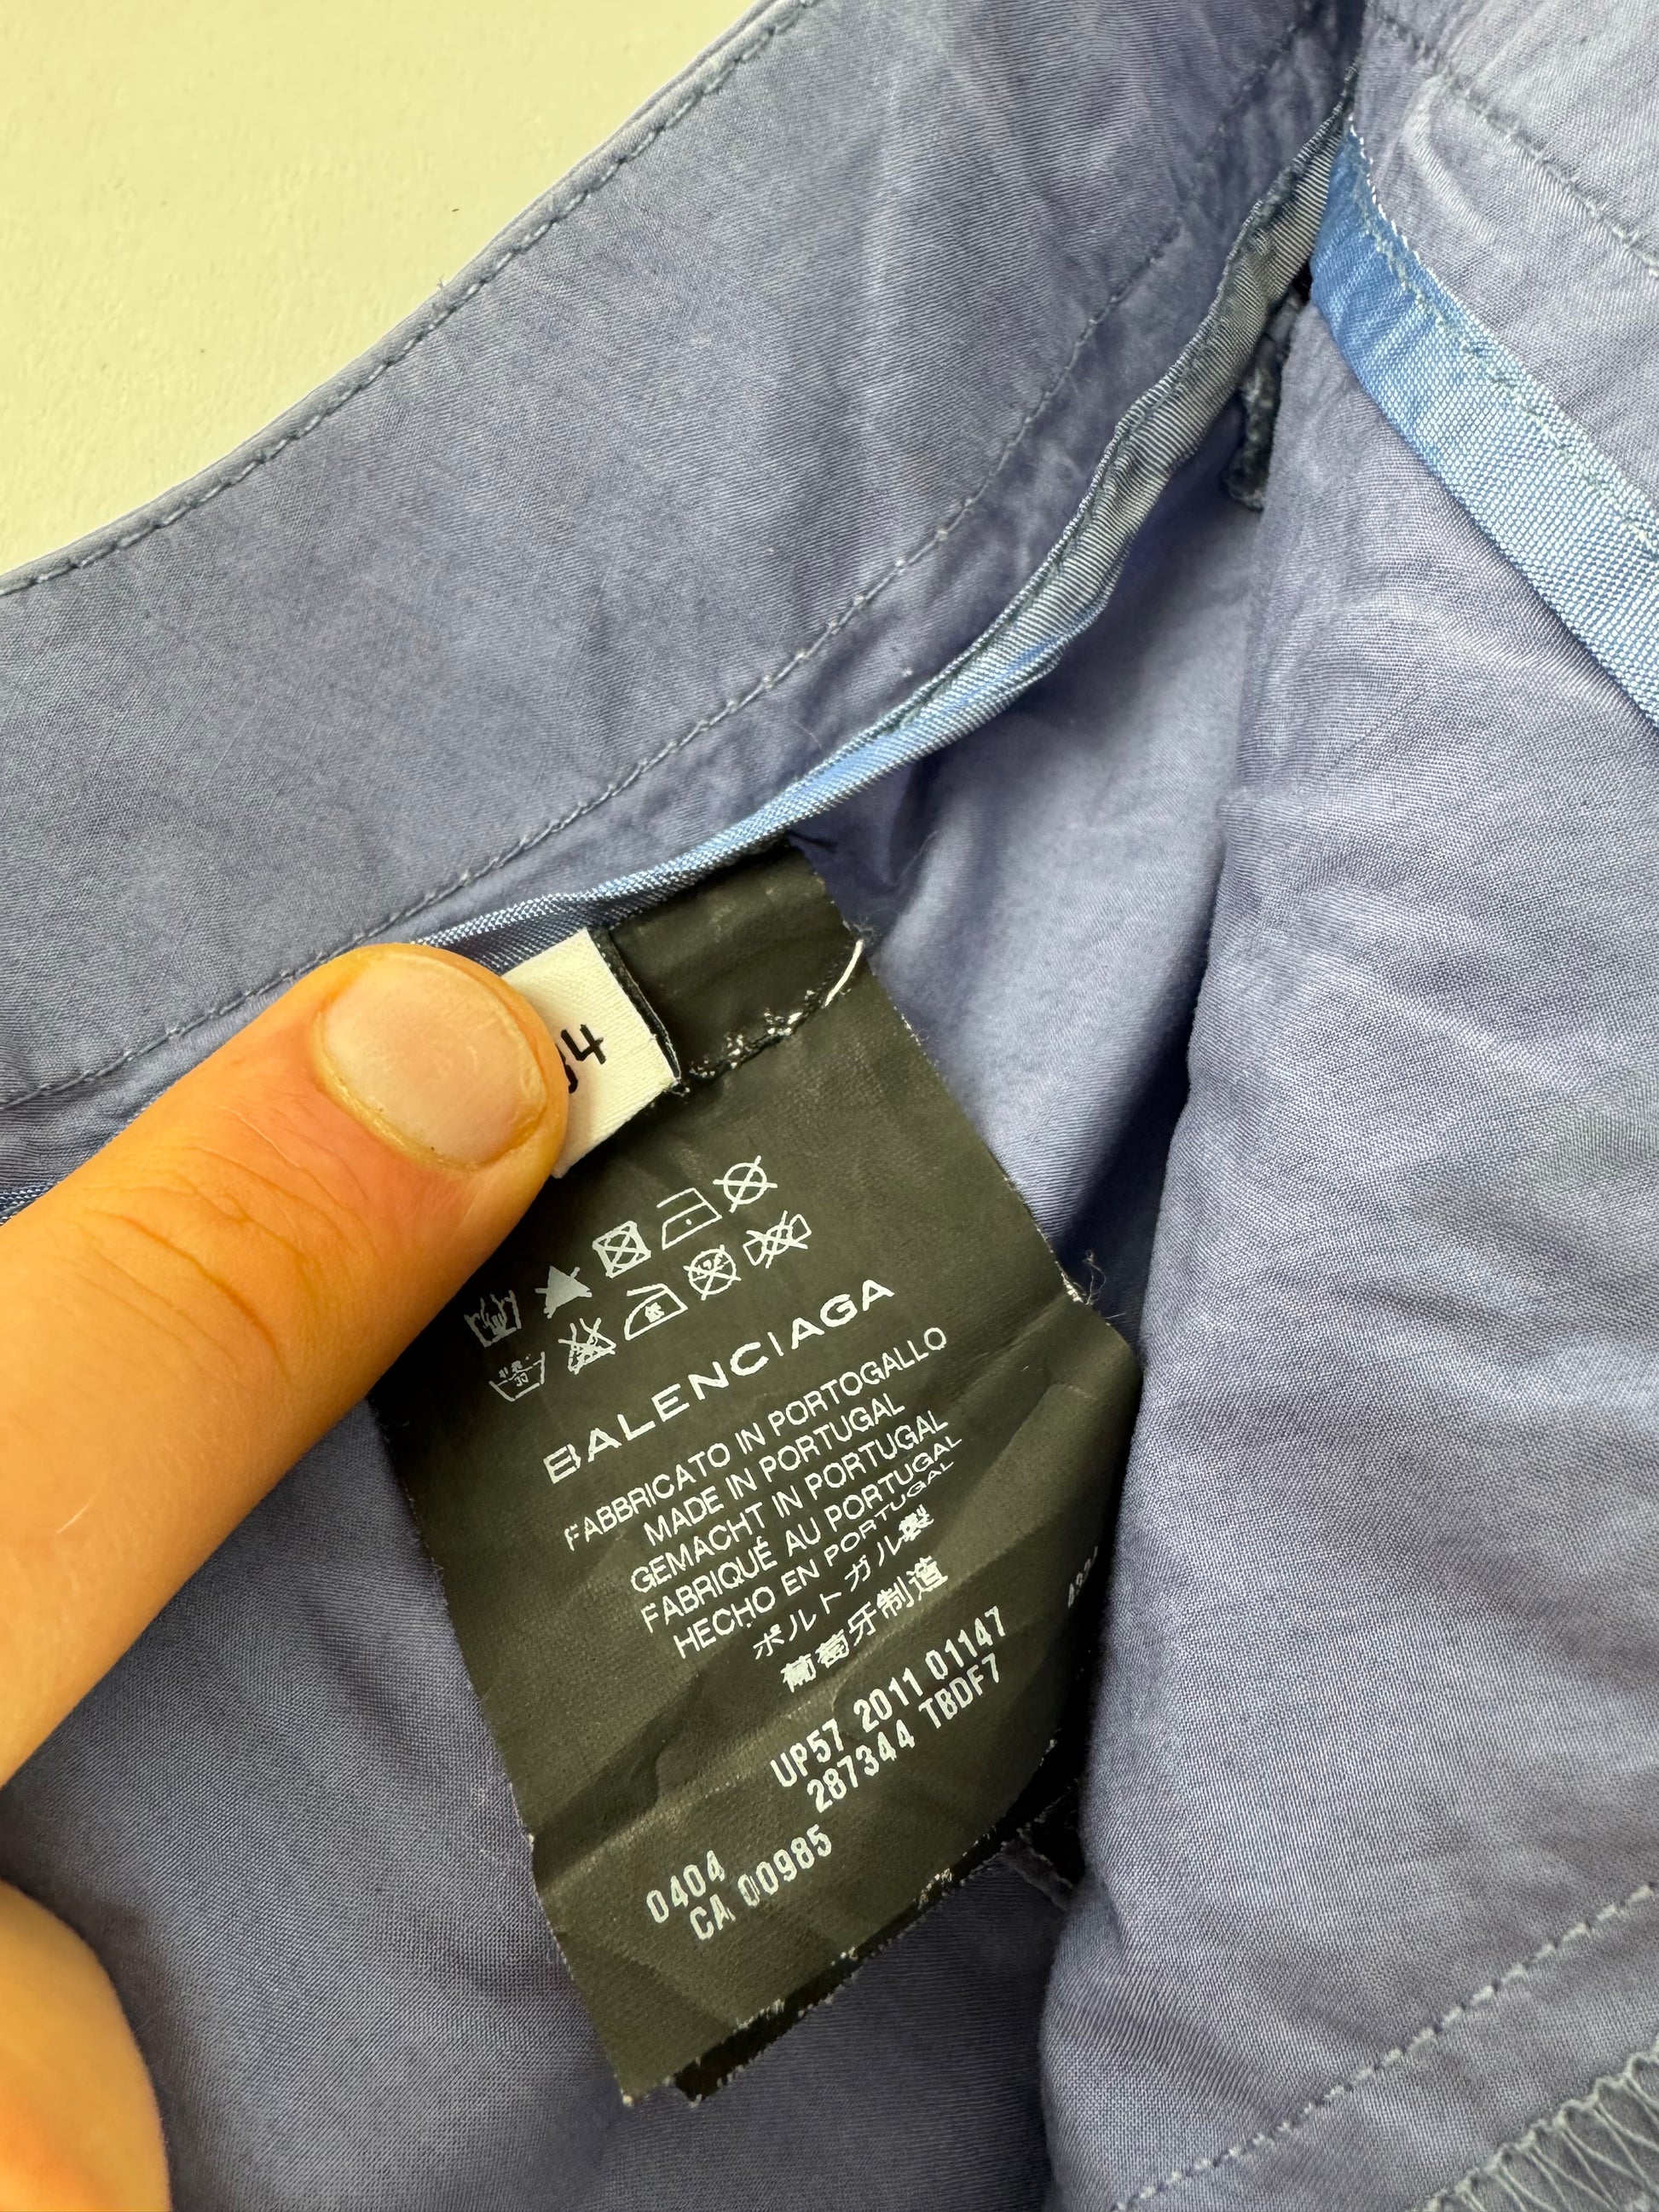 BALENCIAGA
FABBRICATO IN PORTOGALLO
MADE IN PORTUGAL
GEMACHT IN PORTUGAL
FABRIQUÉ AU PORTUGAL
HECHO EN PORTUGAL
ポルトガル製
葡萄牙制造
UP57 2011 01147
287344 TBDF7
0404
CA 00985